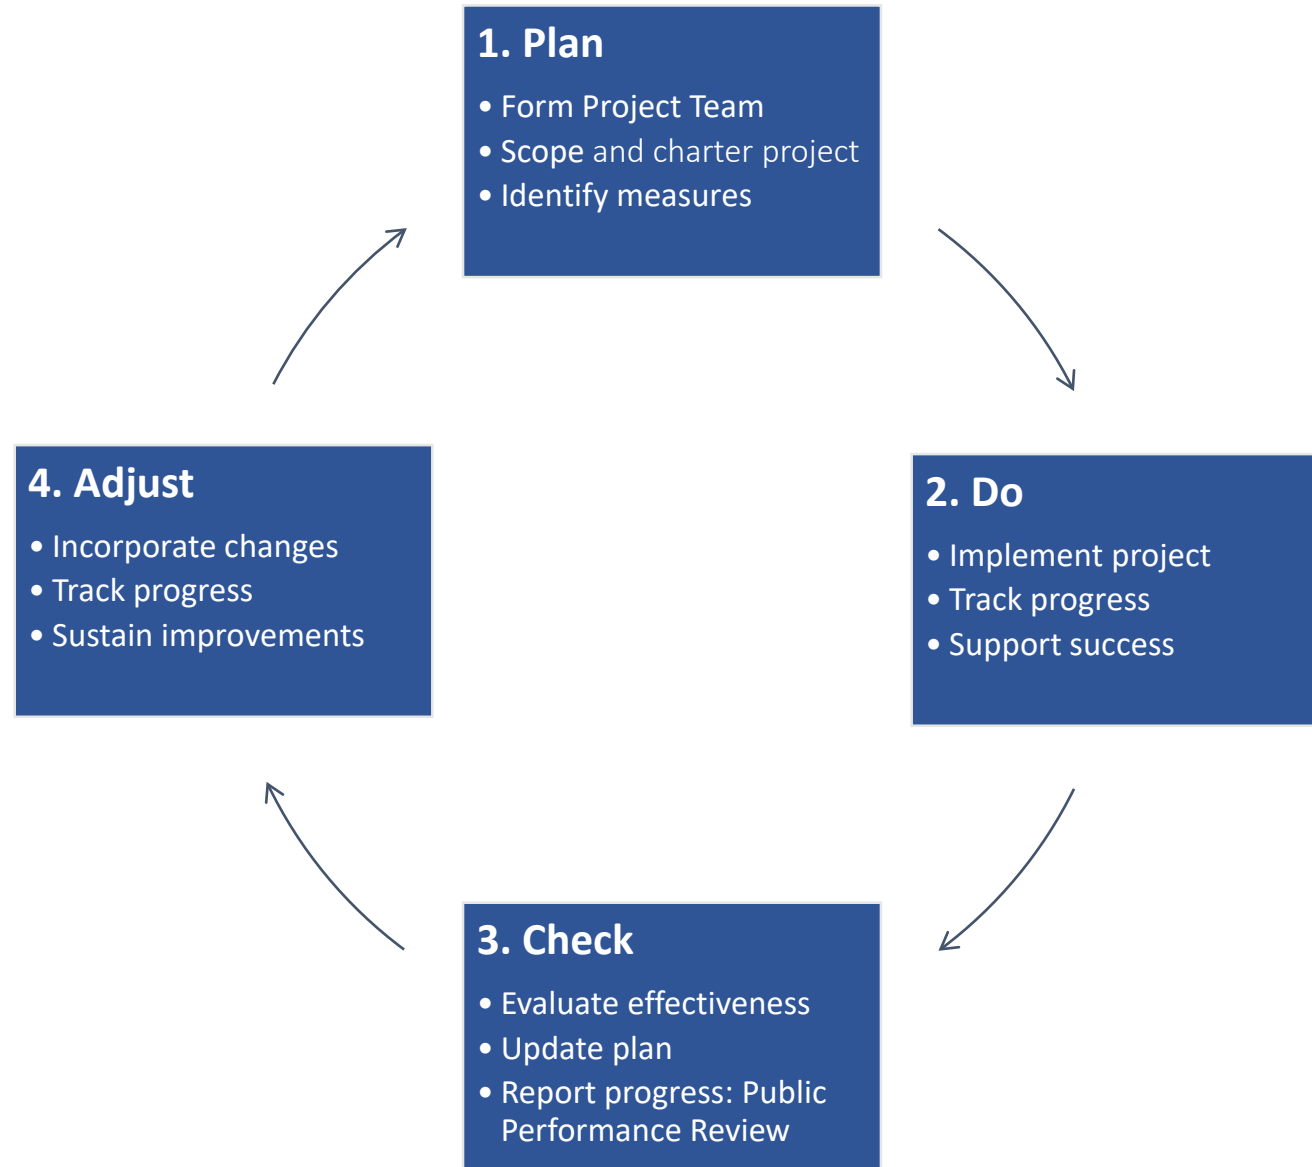 1. Plan
• Form Project Team
• Scope and charter project
• Identify measures
2. Do
• Implement project
• Track progress
• Support success
3. Check
• Evaluate effectiveness
• Update plan
• Report progress: Public
Performance Review
4. Adjust
• Incorporate changes
• Track progress
• Sustain improvements